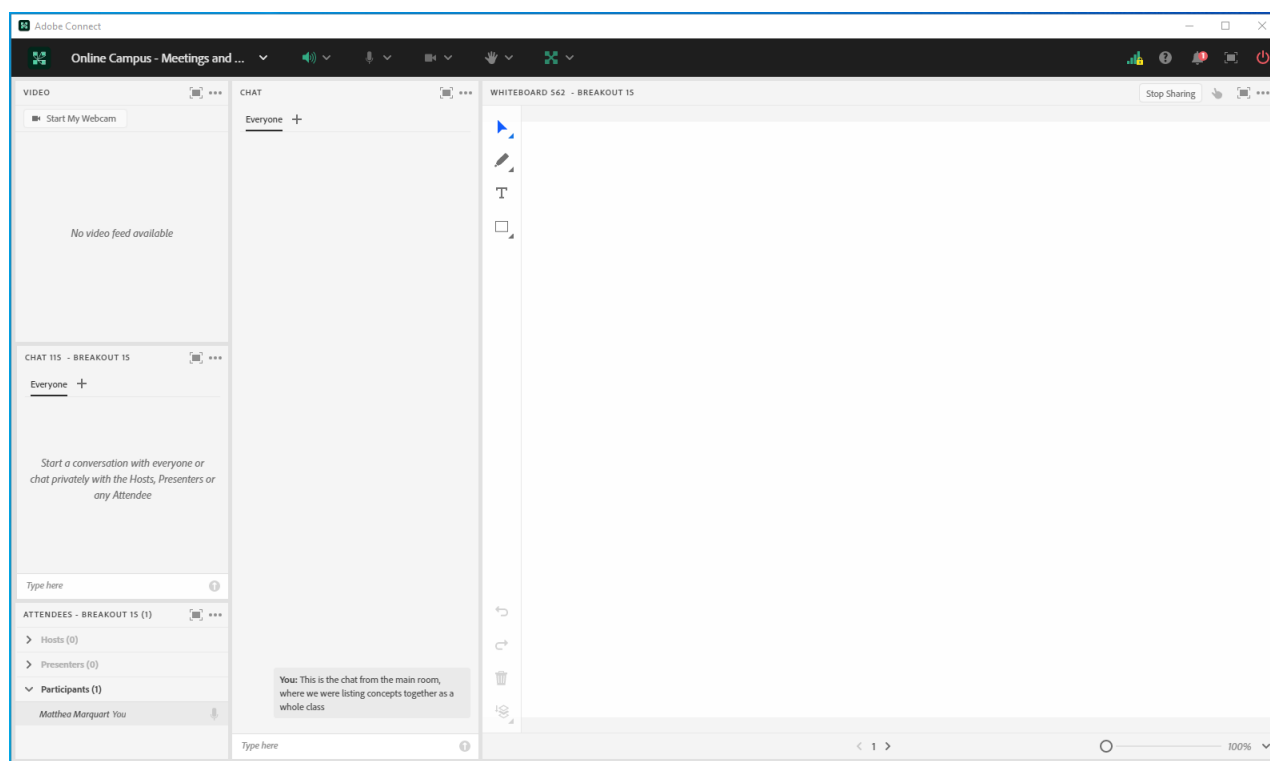 Adobe Connect
Online Campus - Meetings and ...
1
VIDEO
Start My Webcam
No video feed available
CHAT 115 - BREAKOUT 15
Everyone +
Start a conversation with everyone or
chat privately with the Hosts, Presenters or
any Attendee
Type here
ATTENDEES - BREAKOUT 15 (1)
Hosts (0)
Presenters (0)
Participants (1)
Matthea Marquart You
CHAT
Everyone +
You: This is the chat from the main room,
where we were listing concepts together as a
whole class
Type here
WHITEBOARD 562 - BREAKOUT 15
Stop Sharing
T
1
100%